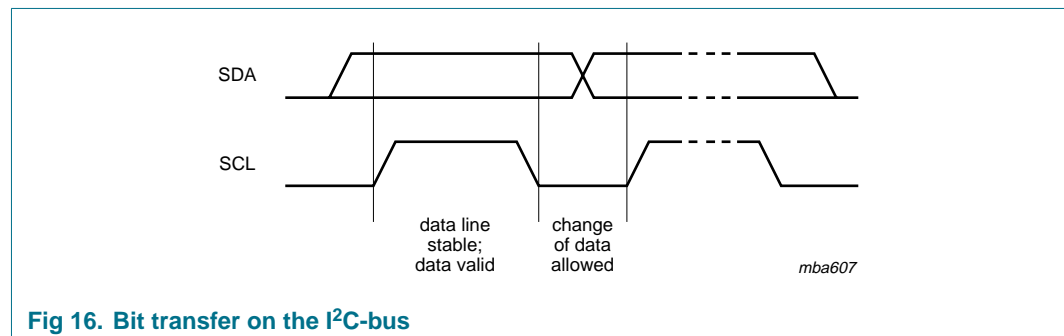 SDA
SCL
data line
stable;
data valid
change
of data
allowed
mba607
Fig 16. Bit transfer on the I²C-bus